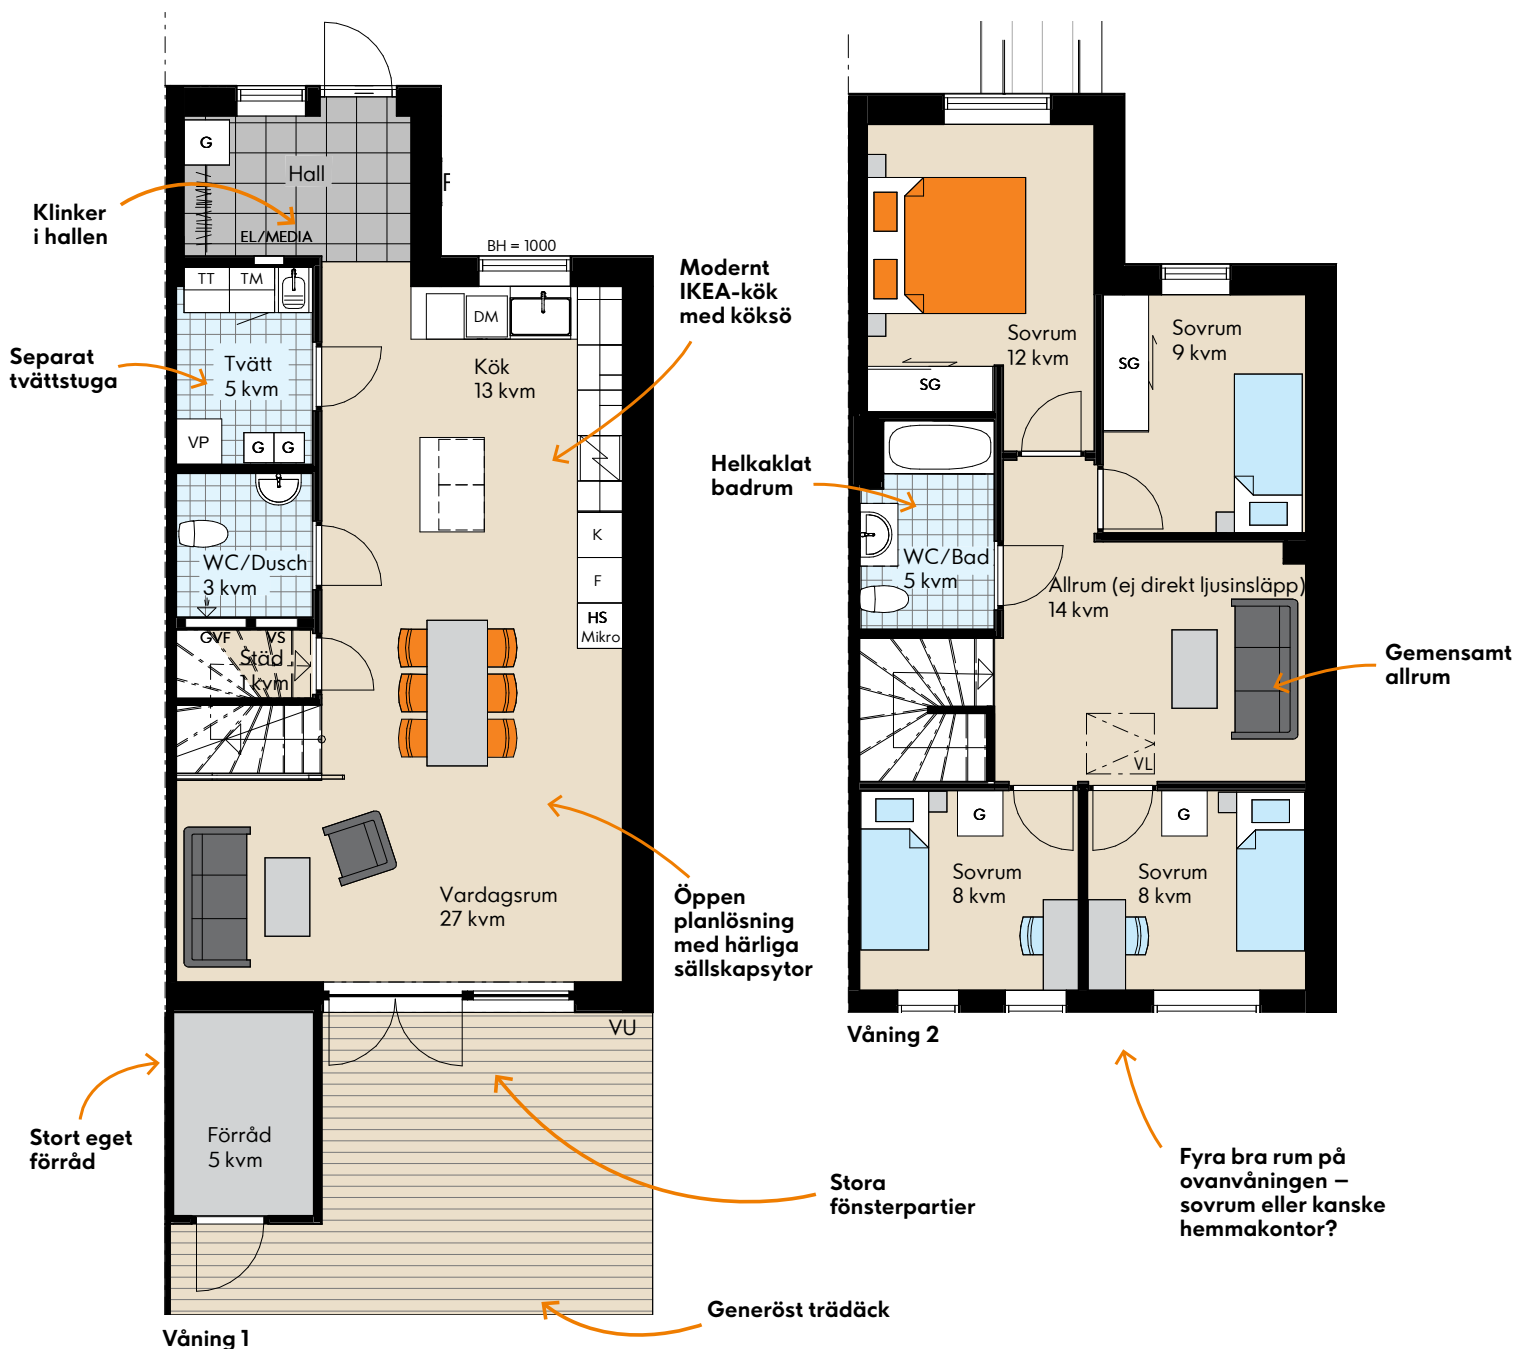 G
Hall
F
Klinker
i hallen
EL/MEDIA
BH = 1000
TT
TM
DM
Modernt
IKEA-kök
med köksö
Separat
tvättstuga
Tvätt
5 kvm
Kök
13 kvm
VP
G
G
WC/Dusch
3 kvm
K
F
HS
Mikro
GVF
VS
Städ
1 kvm
Vardagsrum
27 kvm
Öppen
planlösning
med härliga
sällskapsytor
VU
Stort eget
förråd
Förråd
5 kvm
Stora
fönsterpartier
Generöst trädäck
Våning 1
Sovrum
12 kvm
Sovrum
9 kvm
SG
SG
Helkaklat
badrum
WC/Bad
5 kvm
Allrum (ej direkt ljusinsläpp)
14 kvm
Gemensamt
allrum
VL
G
G
Sovrum
8 kvm
Sovrum
8 kvm
Våning 2
Fyra bra rum på
ovanvåningen –
sovrum eller kanske
hemmakontor?